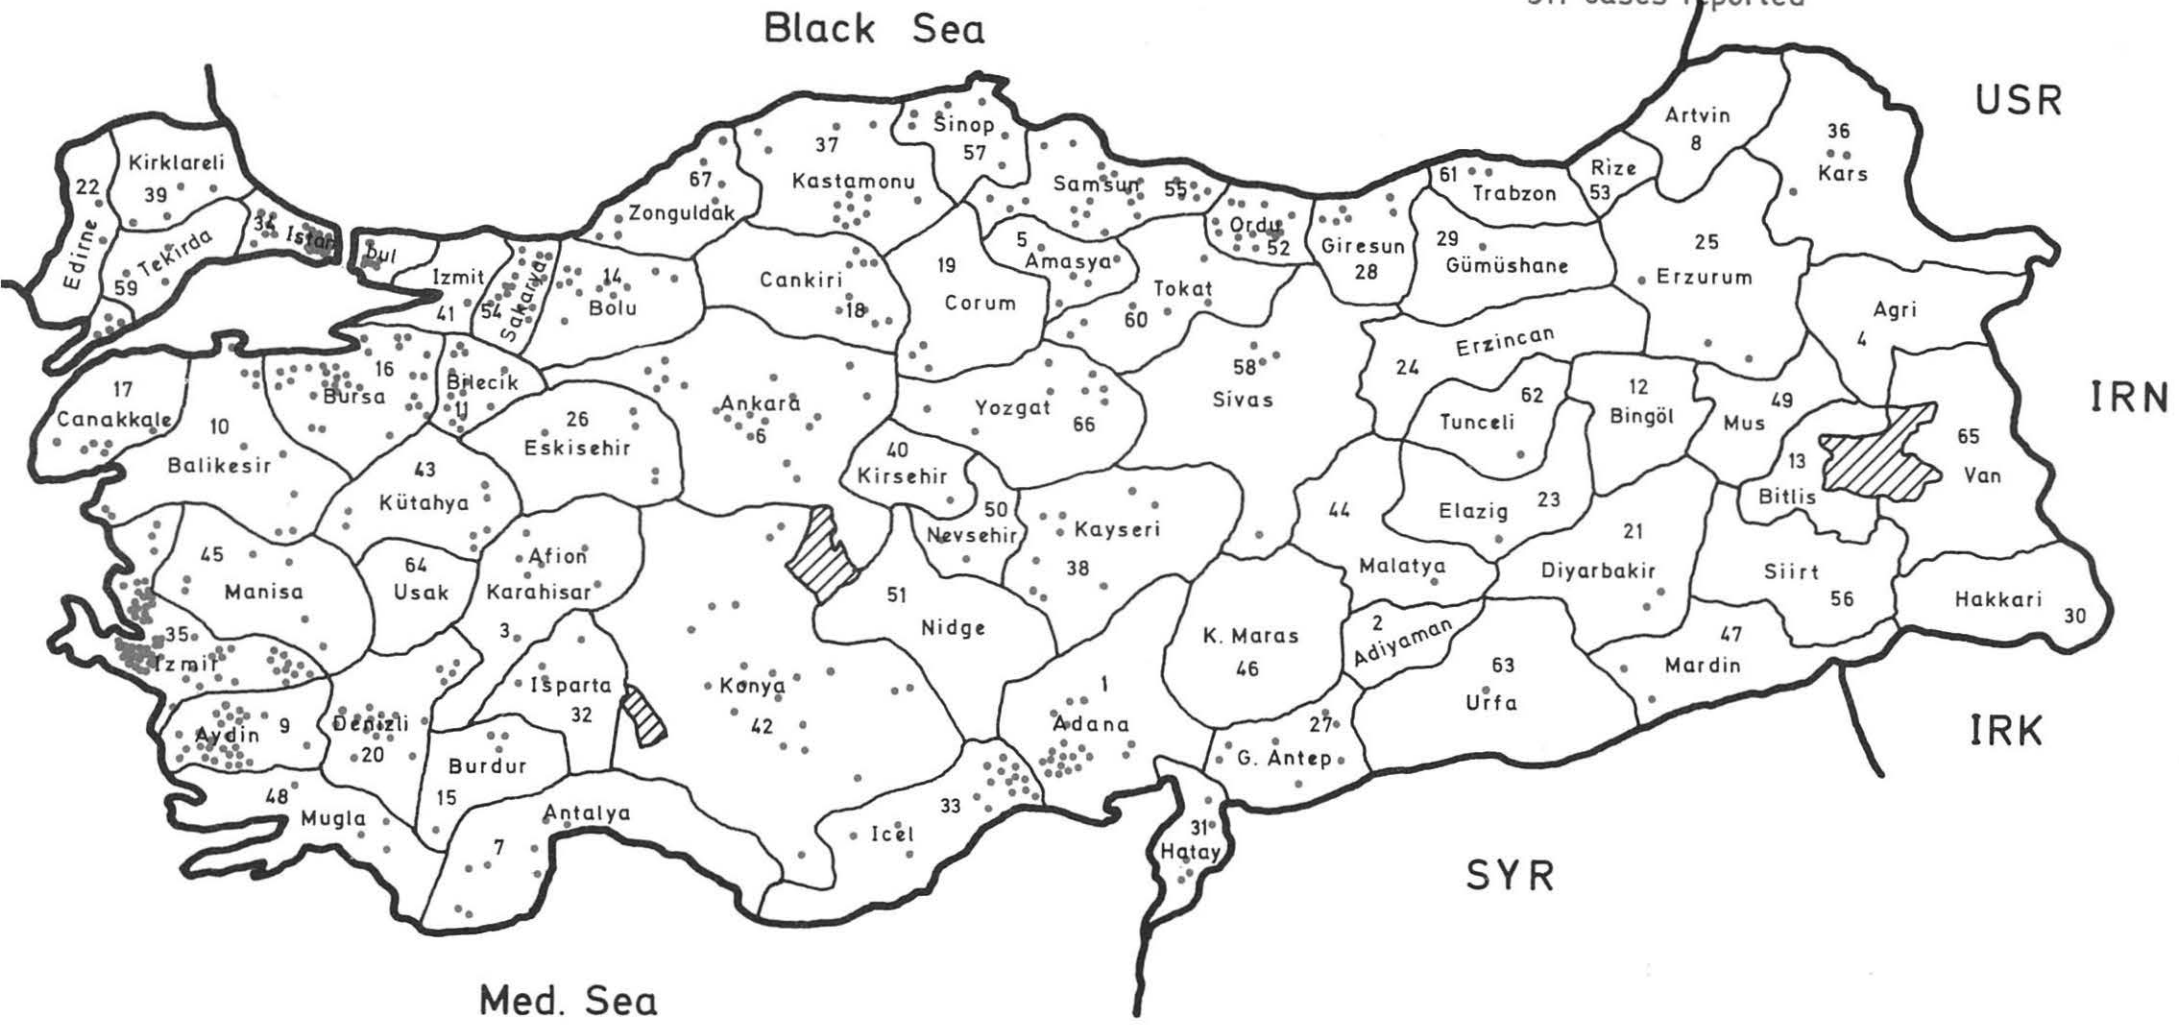 Black Sea
cases reported
USR
IRN
IRK
SYR
Med. Sea
22
Edirne
Kirklareli
39
59
Tekirda
34
Istan
bul
Izmit
41
54
Sakarya
14
Bolu
67
Zonguldak
37
Kastamonu
Sinop
57
Samsun 55
Cankiri
18
19
Corum
5
Amasya
Tokat
60
Ordu
52
Giresun
28
61
Trabzon
29
Gümüshane
Rize
53
Artvin
8
36
Kars
25
Erzurum
Agri
4
17
Canakkale
10
Balikesir
16
Bursa
Bilecik
11
26
Eskisehir
Ankara
6
Yozgat
66
58
Sivas
24
Erzincan
Tunceli
62
12
Bingöl
49
Mus
13
Bitlis
65
Van
43
Kütahya
40
Kirsehir
50
Nevsehir
Kayseri
38
44
Malatya
Elazig
23
21
Diyarbakir
Siirt
56
Hakkari
30
45
Manisa
64
Usak
Afion
Karahisar
3
51
Nidge
K. Maras
46
2
Adiyaman
63
Urfa
47
Mardin
35
Izmir
Aydin
9
Denizli
20
Isparta
32
Konya
42
1
Adana
27
G. Antep
48
Mugla
Burdur
15
Antalya
7
33
Icel
31
Hatay